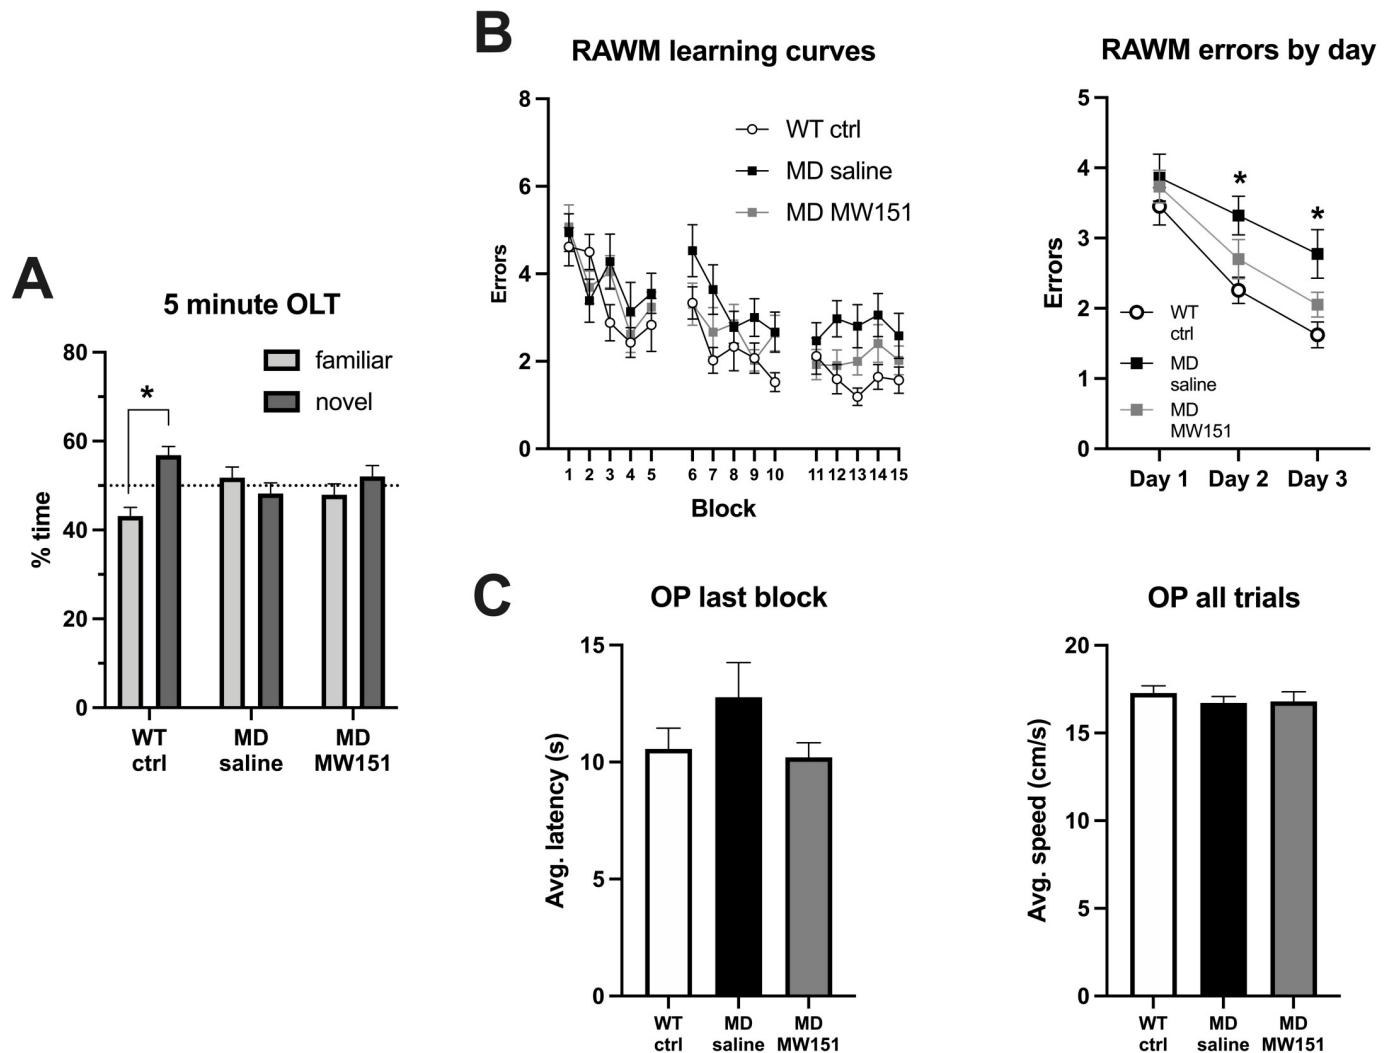 A
5 minute OLT
familiar
novel
*
80
60
40
20
0
% time
WT
ctrl
MD
saline
MD
MW151
B
RAWM learning curves
WT ctrl
MD saline
MD MW151
8
6
4
2
0
Errors
1 2 3 4 5 6 7 8 9 10 11 12 13 14 15
Block
RAWM errors by day
5
4
3
2
1
0
Errors
*
*
WT
ctrl
MD
saline
MD
MW151
Day 1 Day 2 Day 3
C
OP last block
15
10
5
0
Avg. latency (s)
WT
ctrl
MD
saline
MD
MW151
OP all trials
20
15
10
5
0
Avg. speed (cm/s)
WT
ctrl
MD
saline
MD
MW151